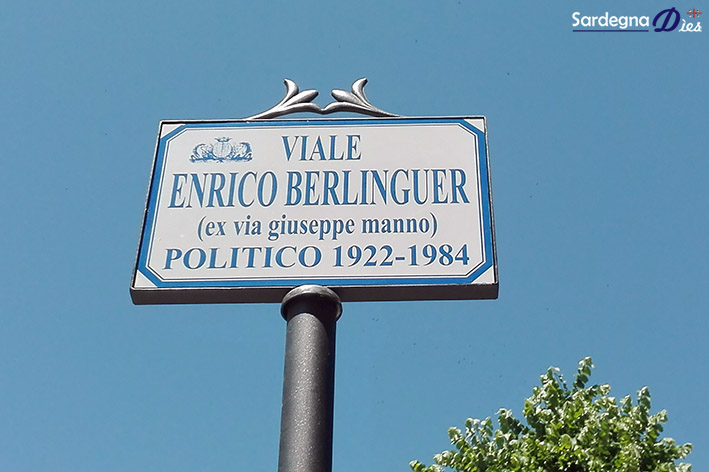 Sardegna Dies
VIALE
ENRICO BERLINGUER
(ex via giuseppe manno)
POLITICO 1922-1984